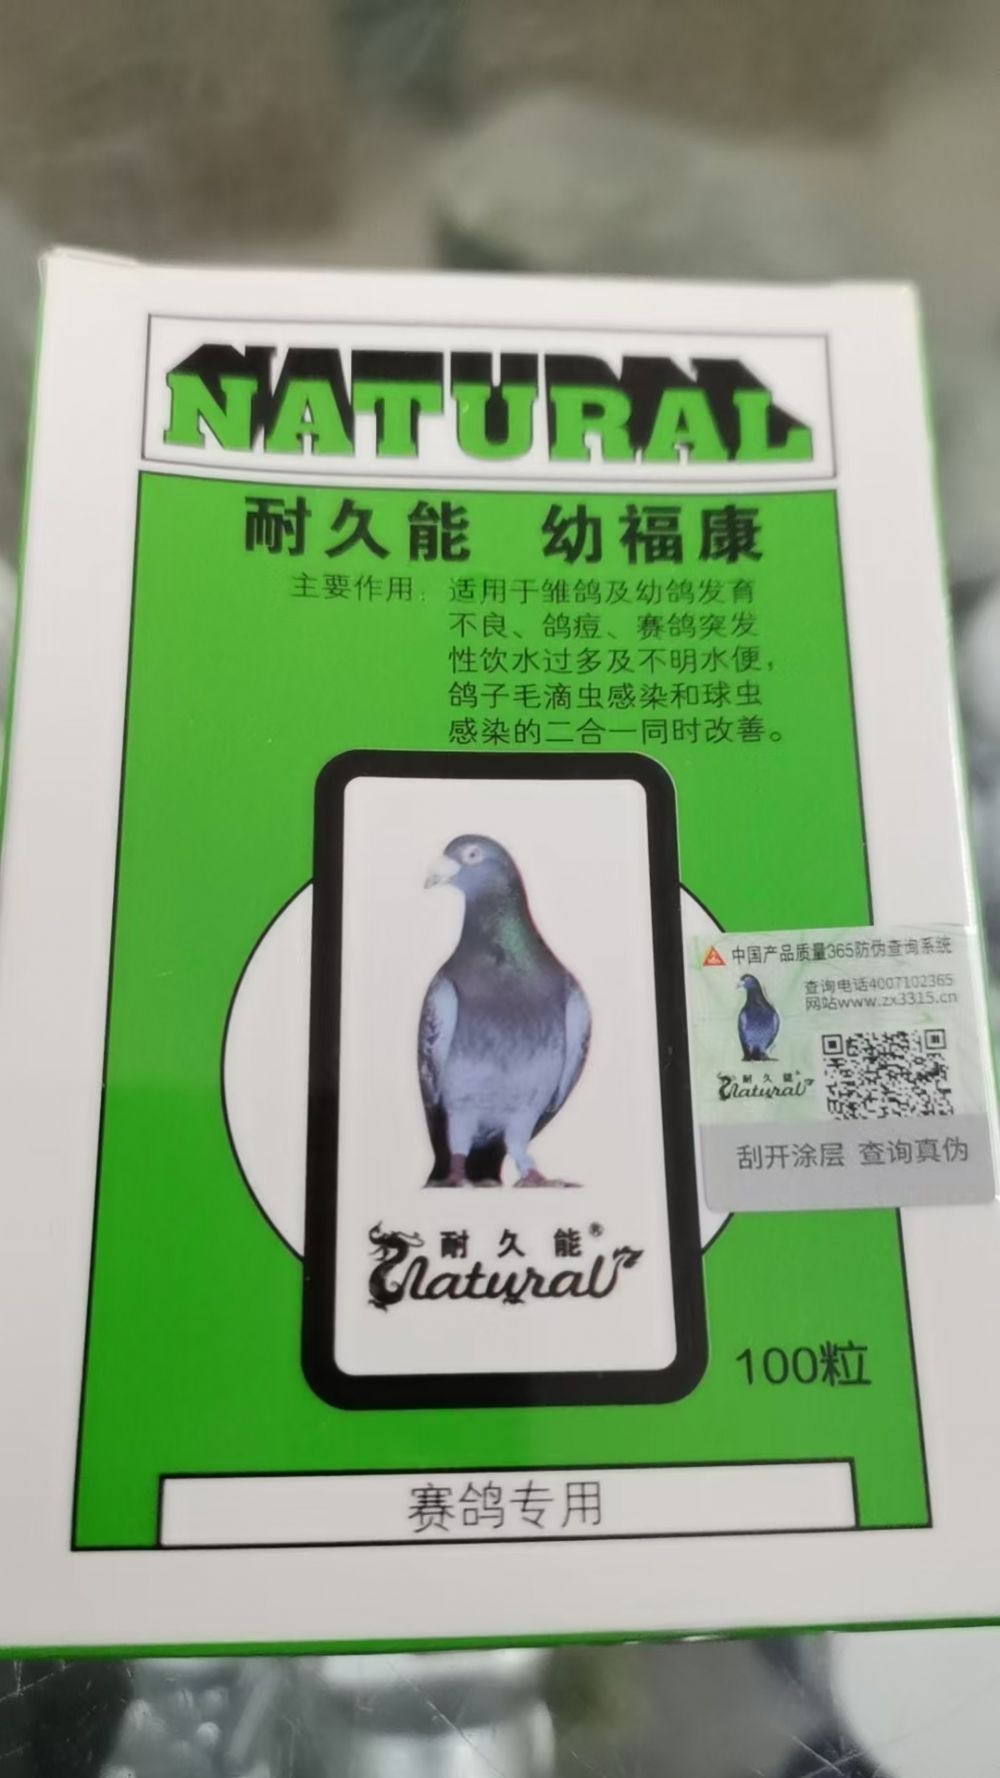 NATURAL
耐久能 幼福康
主要作用：适用于雏鸽及幼鸽发育
不良、鸽痘、赛鸽突发
性饮水过多及不明水便，
鸽子毛滴虫感染和球虫
感染的二合一同时改善。
中国产品质量365防伪查询系统
查询电话4007102365
网站www.zx3315.cn
耐久能®
Natural
刮开涂层 查询真伪
耐久能®
Natural
100粒
赛鸽专用